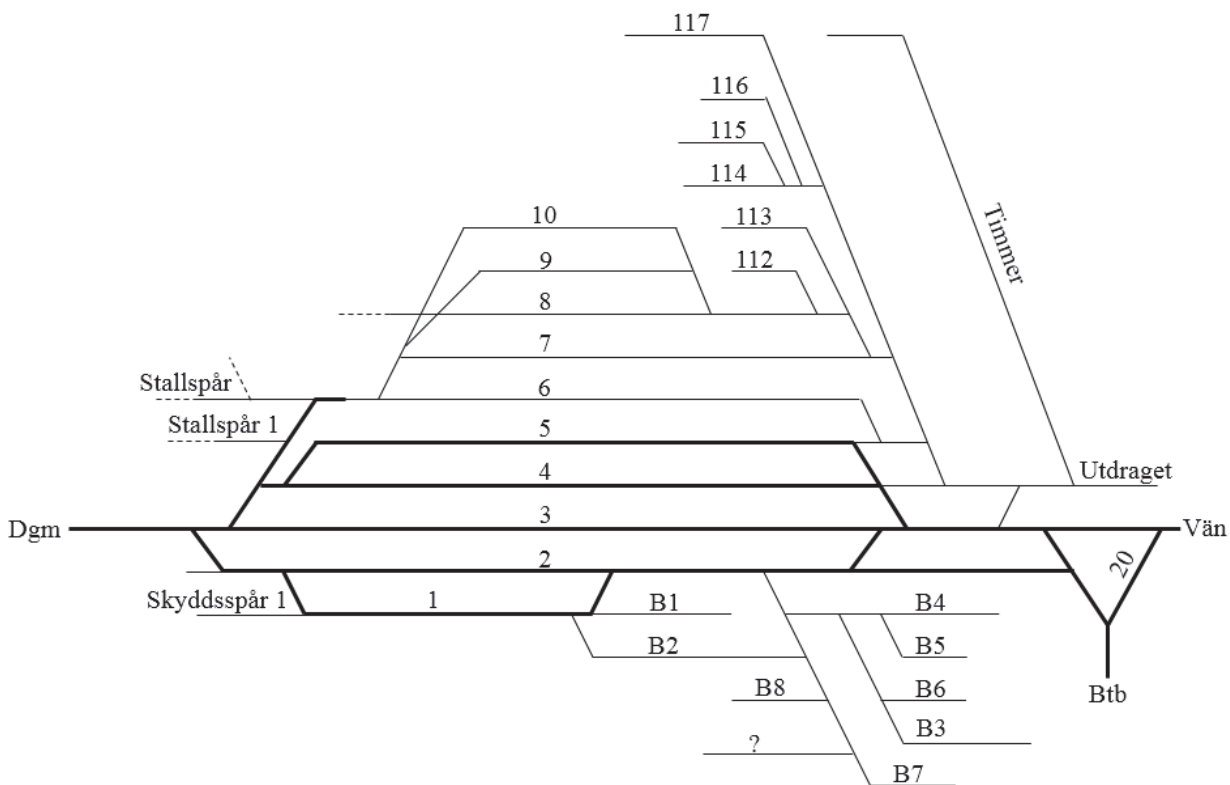 117
116
115
114
113
10
112
9
8
7
Timmer
6
Stallspår
5
Stallspår 1
4
Utdraget
3
Dgm
Vän
2
20
Skyddsspår 1
1
B1
B4
B2
B5
B8
B6
Btb
?
B3
B7